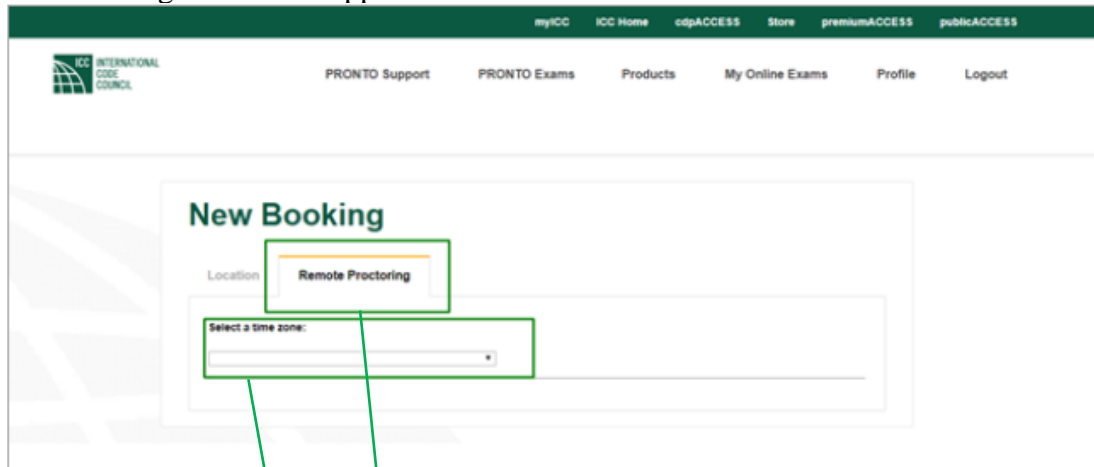 myICC ICC Home cdpACCESS Store premiumACCESS publicACCESS
ICC INTERNATIONAL
CODE
COUNCIL
PRONTO Support PRONTO Exams Products My Online Exams Profile Logout
New Booking
Location Remote Proctoring
Select a time zone: